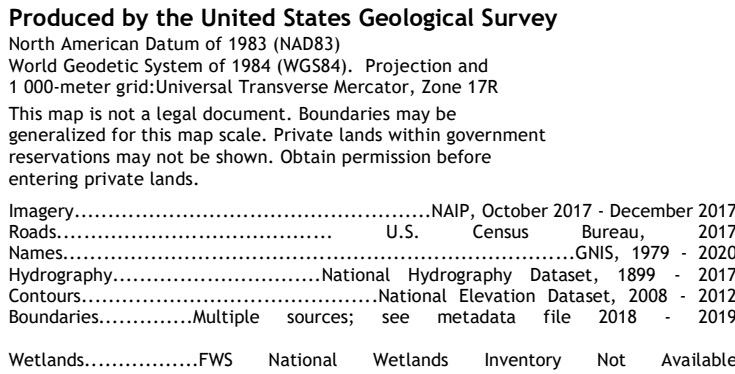 Produced by the United States Geological Survey
North American Datum of 1983 (NAD83)
World Geodetic System of 1984 (WGS84).  Projection and
1 000-meter grid:Universal Transverse Mercator, Zone 17R
This map is not a legal document. Boundaries may be
generalized for this map scale. Private lands within government
reservations may not be shown. Obtain permission before
entering private lands.
Imagery.....................................................NAIP, October 2017 - December 2017
Roads......................................... U.S. Census Bureau, 2017
Names............................................................................GNIS, 1979 - 2020
Hydrography...............................National Hydrography Dataset, 1899 - 2017
Contours............................................National Elevation Dataset, 2008 - 2012
Boundaries..............Multiple sources; see metadata file 2018 - 2019
Wetlands.................FWS National Wetlands Inventory Not Available